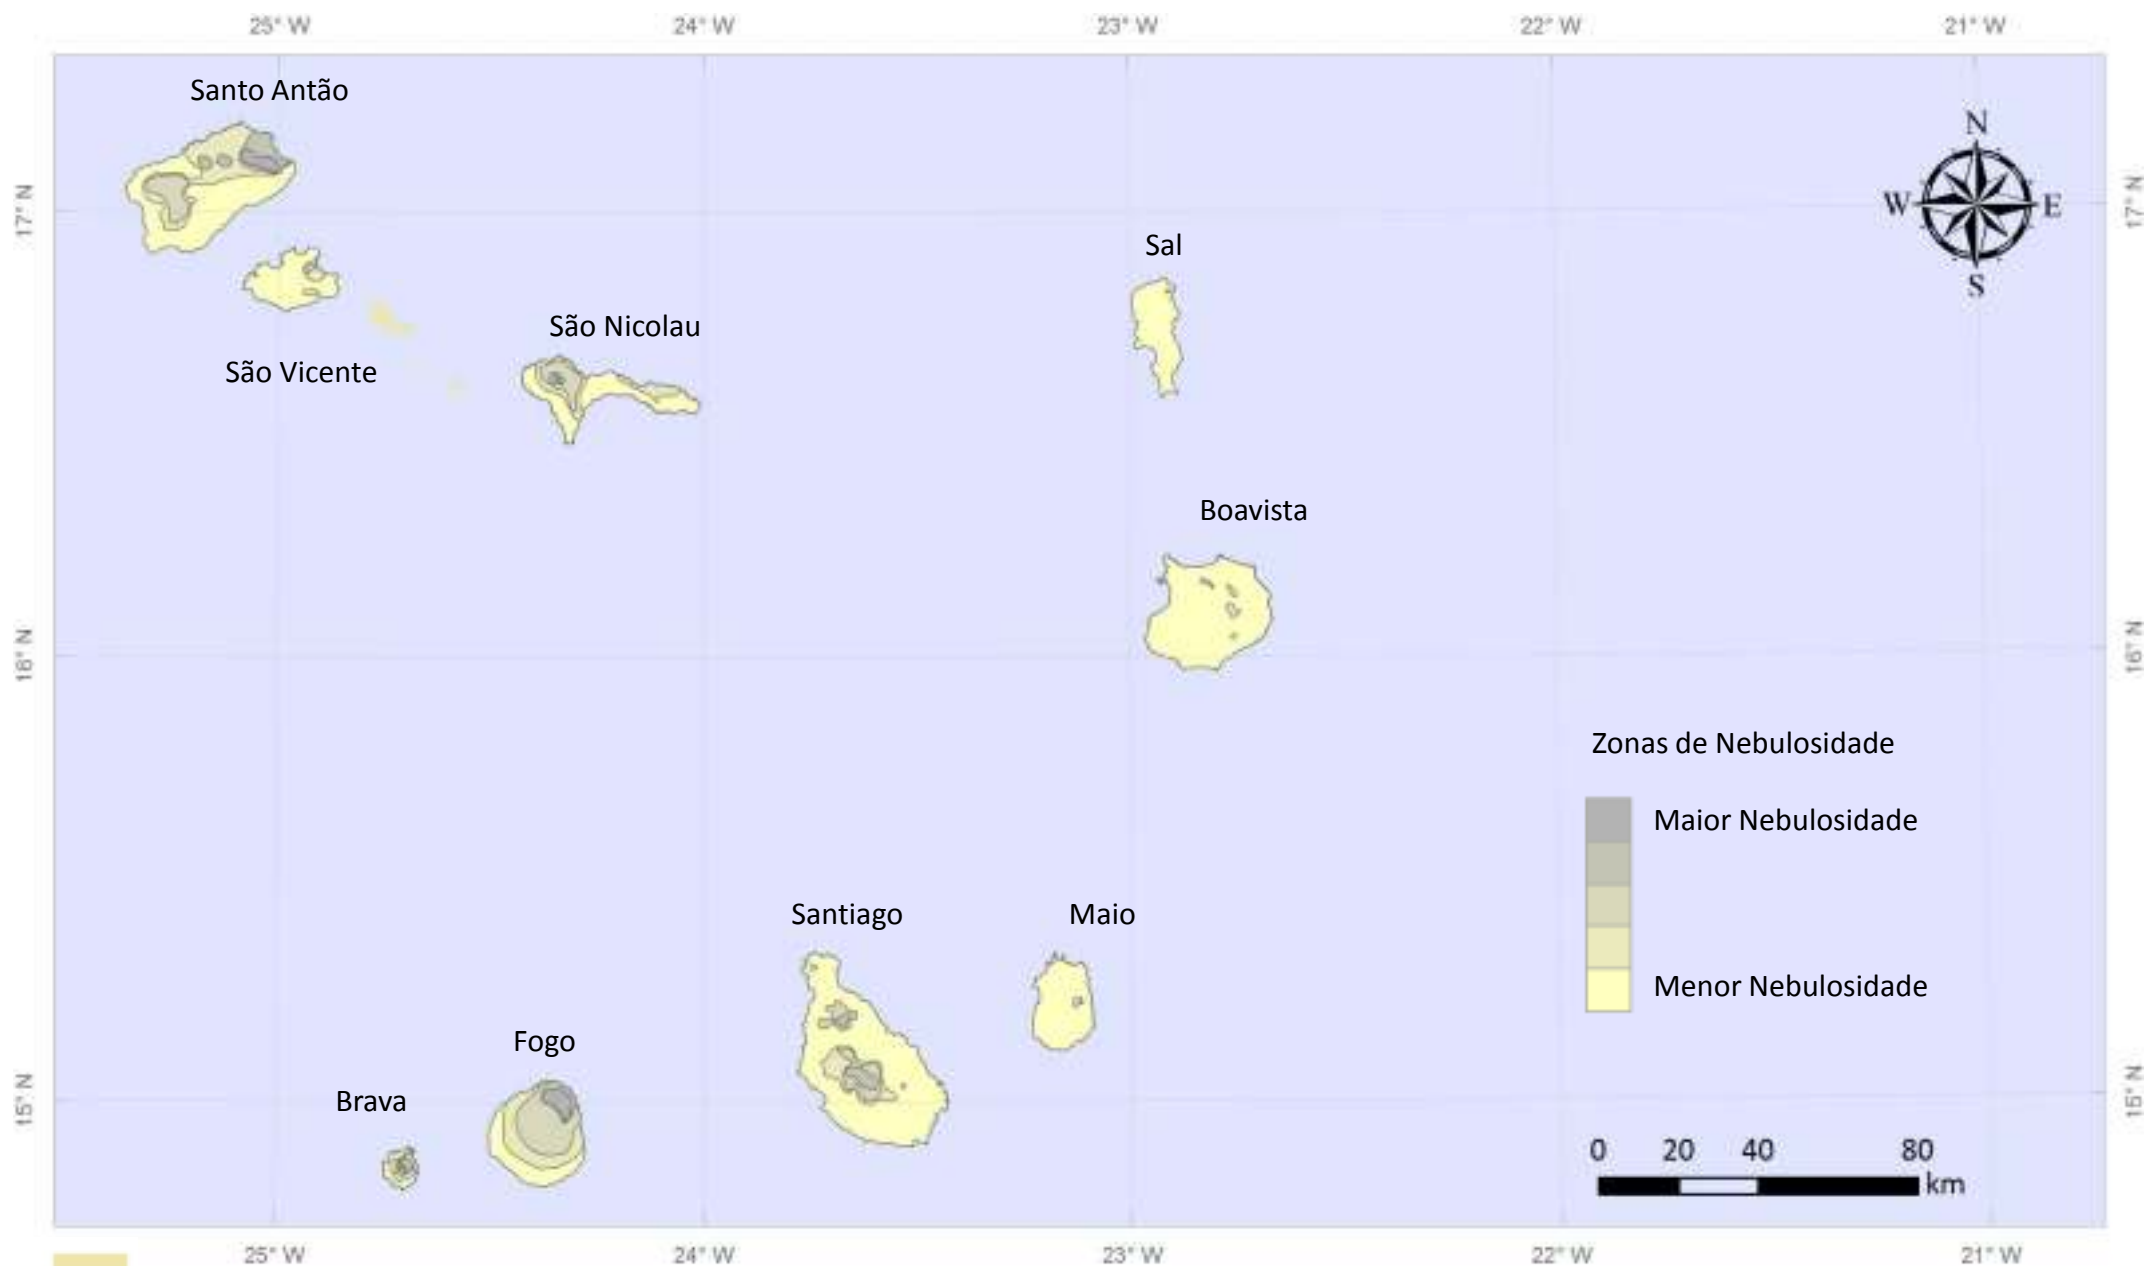 25° W 24° W 23° W 22° W 21° W
Santo Antão
N
17° N
17° N
W E
Sal
S
São Nicolau
São Vicente
Boavista
16° N
16° N
Zonas de Nebulosidade
Maior Nebulosidade
Santiago
Maio
Menor Nebulosidade
Fogo
15° N
15° N
Brava
0 20 40 80
km
25° W 24° W 23° W 22° W 21° W